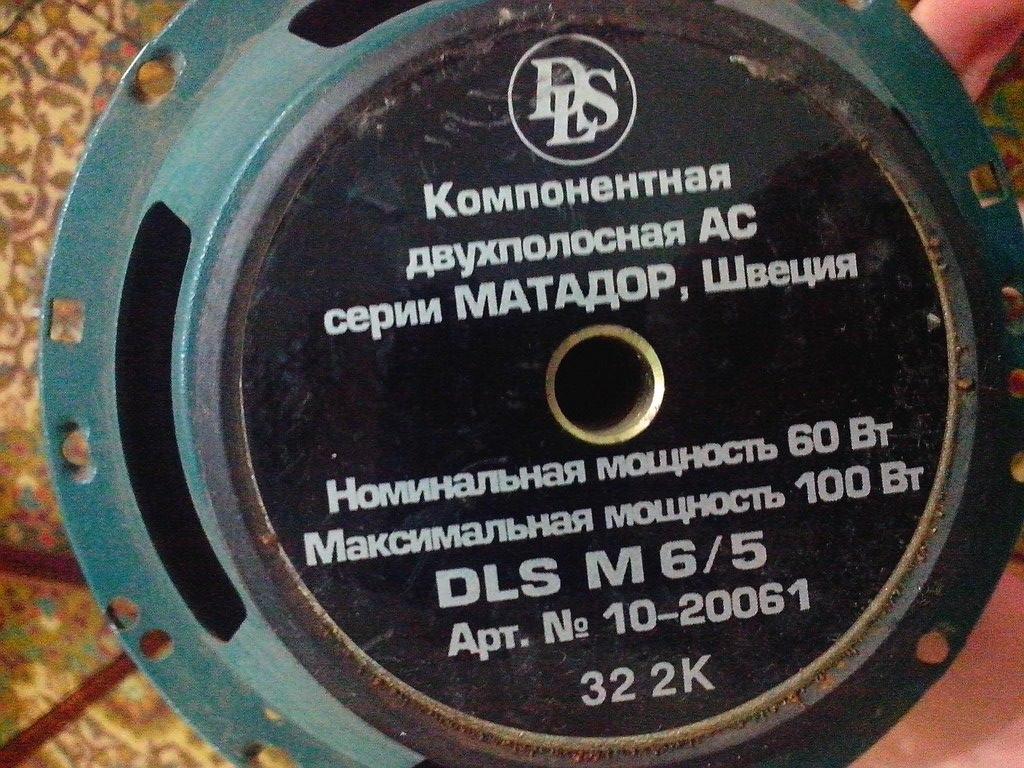 DLS
Компонентная
двухполосная АС
серии МАТАДОР, Швеция
Номинальная мощность 60 Вт
Максимальная мощность 100 Вт
DLS M 6/5
Арт. № 10-20061
32 2K